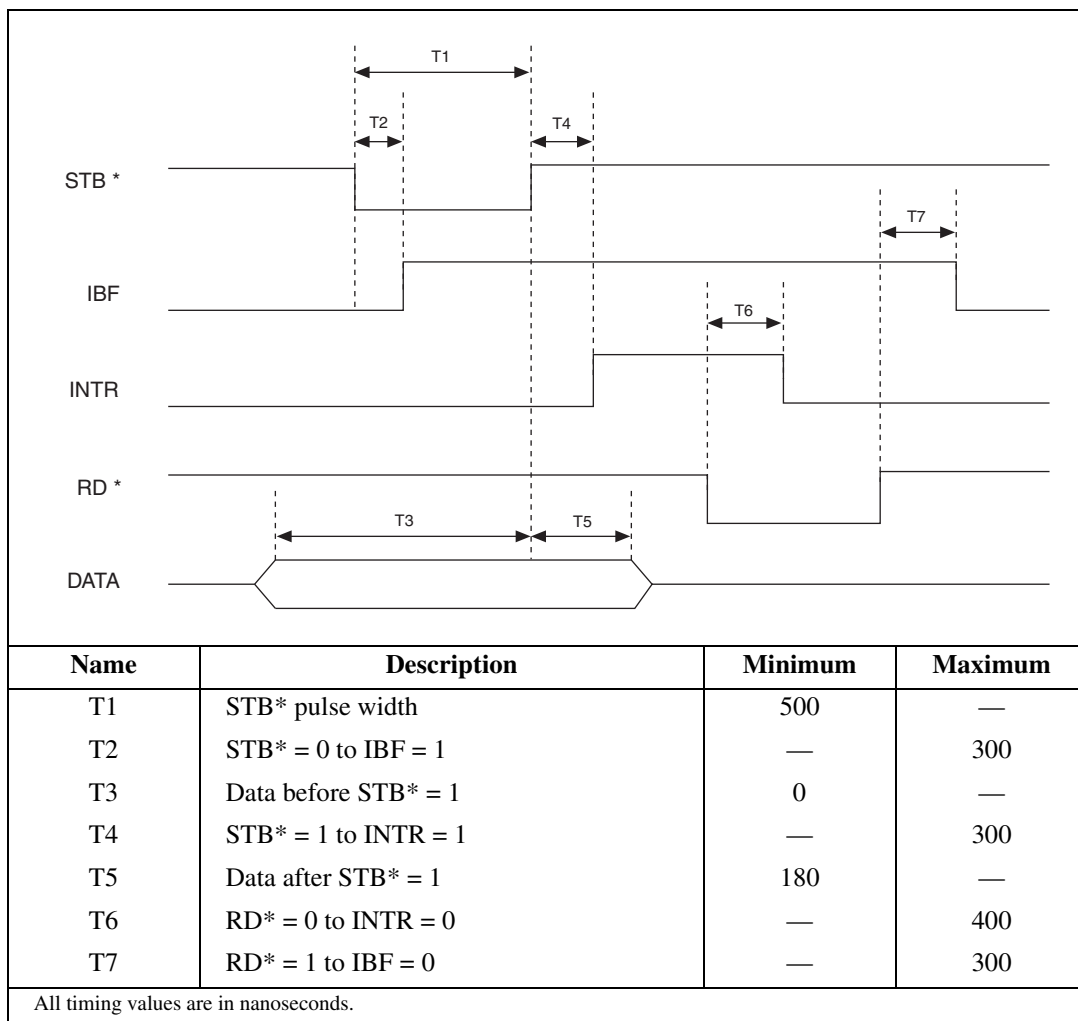 T1
T2
T4
STB *
T7
IBF
T6
INTR
RD *
T3
T5
DATA
Name Description Minimum Maximum
T1 STB* pulse width 500 —
T2 STB* = 0 to IBF = 1 — 300
T3 Data before STB* = 1 0 —
T4 STB* = 1 to INTR = 1 — 300
T5 Data after STB* = 1 180 —
T6 RD* = 0 to INTR = 0 — 400
T7 RD* = 1 to IBF = 0 — 300
All timing values are in nanoseconds.